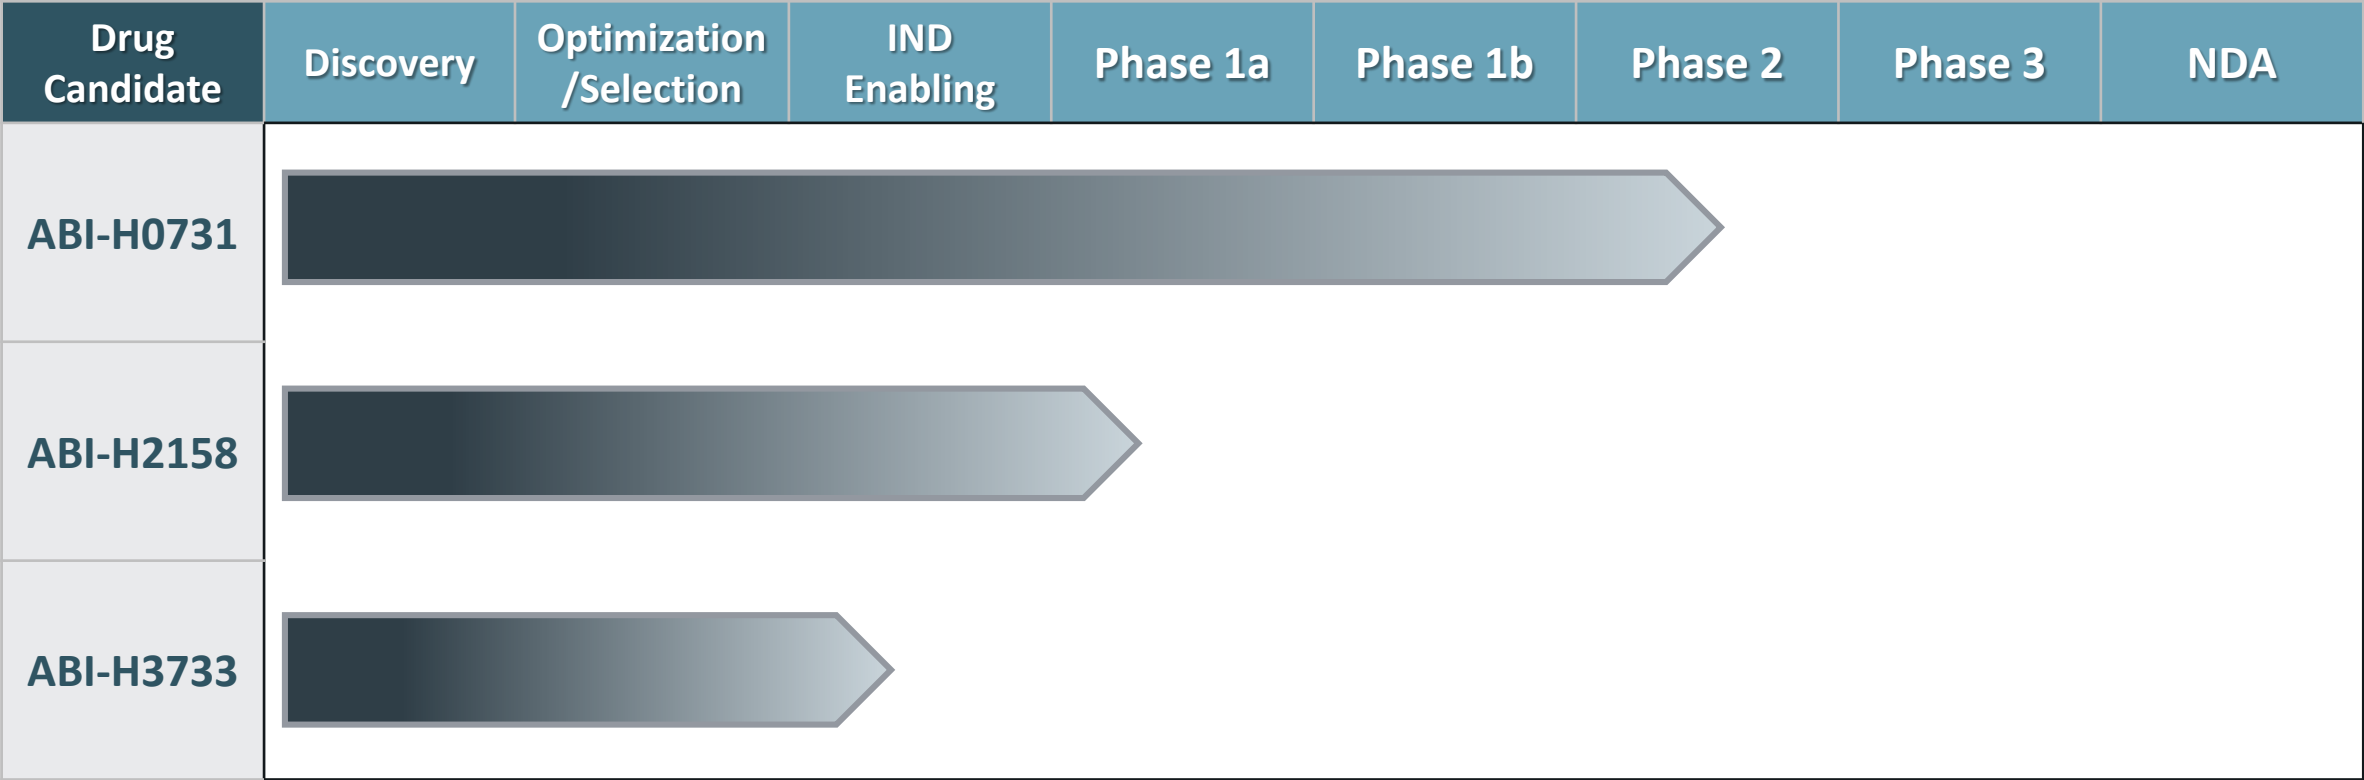 Drug
Candidate
Discovery
Optimization
/Selection
IND
Enabling
Phase 1a
Phase 1b
Phase 2
Phase 3
NDA
ABI-H0731
ABI-H2158
ABI-H3733